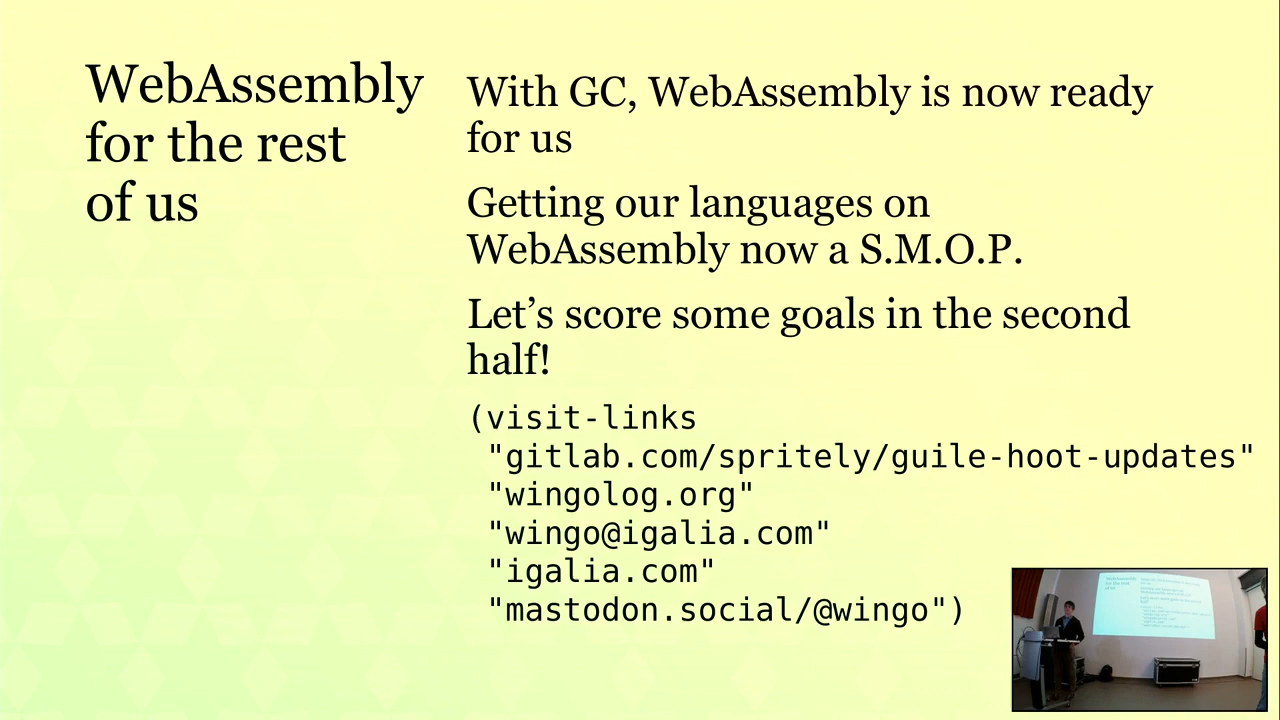 WebAssembly
for the rest
of us
With GC, WebAssembly is now ready
for us
Getting our languages on
WebAssembly now a S.M.O.P.
Let’s score some goals in the second
half!
(visit-links
"gitlab.com/spritely/guile-hoot-updates"
"wingolog.org"
"wingo@igalia.com"
"igalia.com"
"mastodon.social/@wingo")